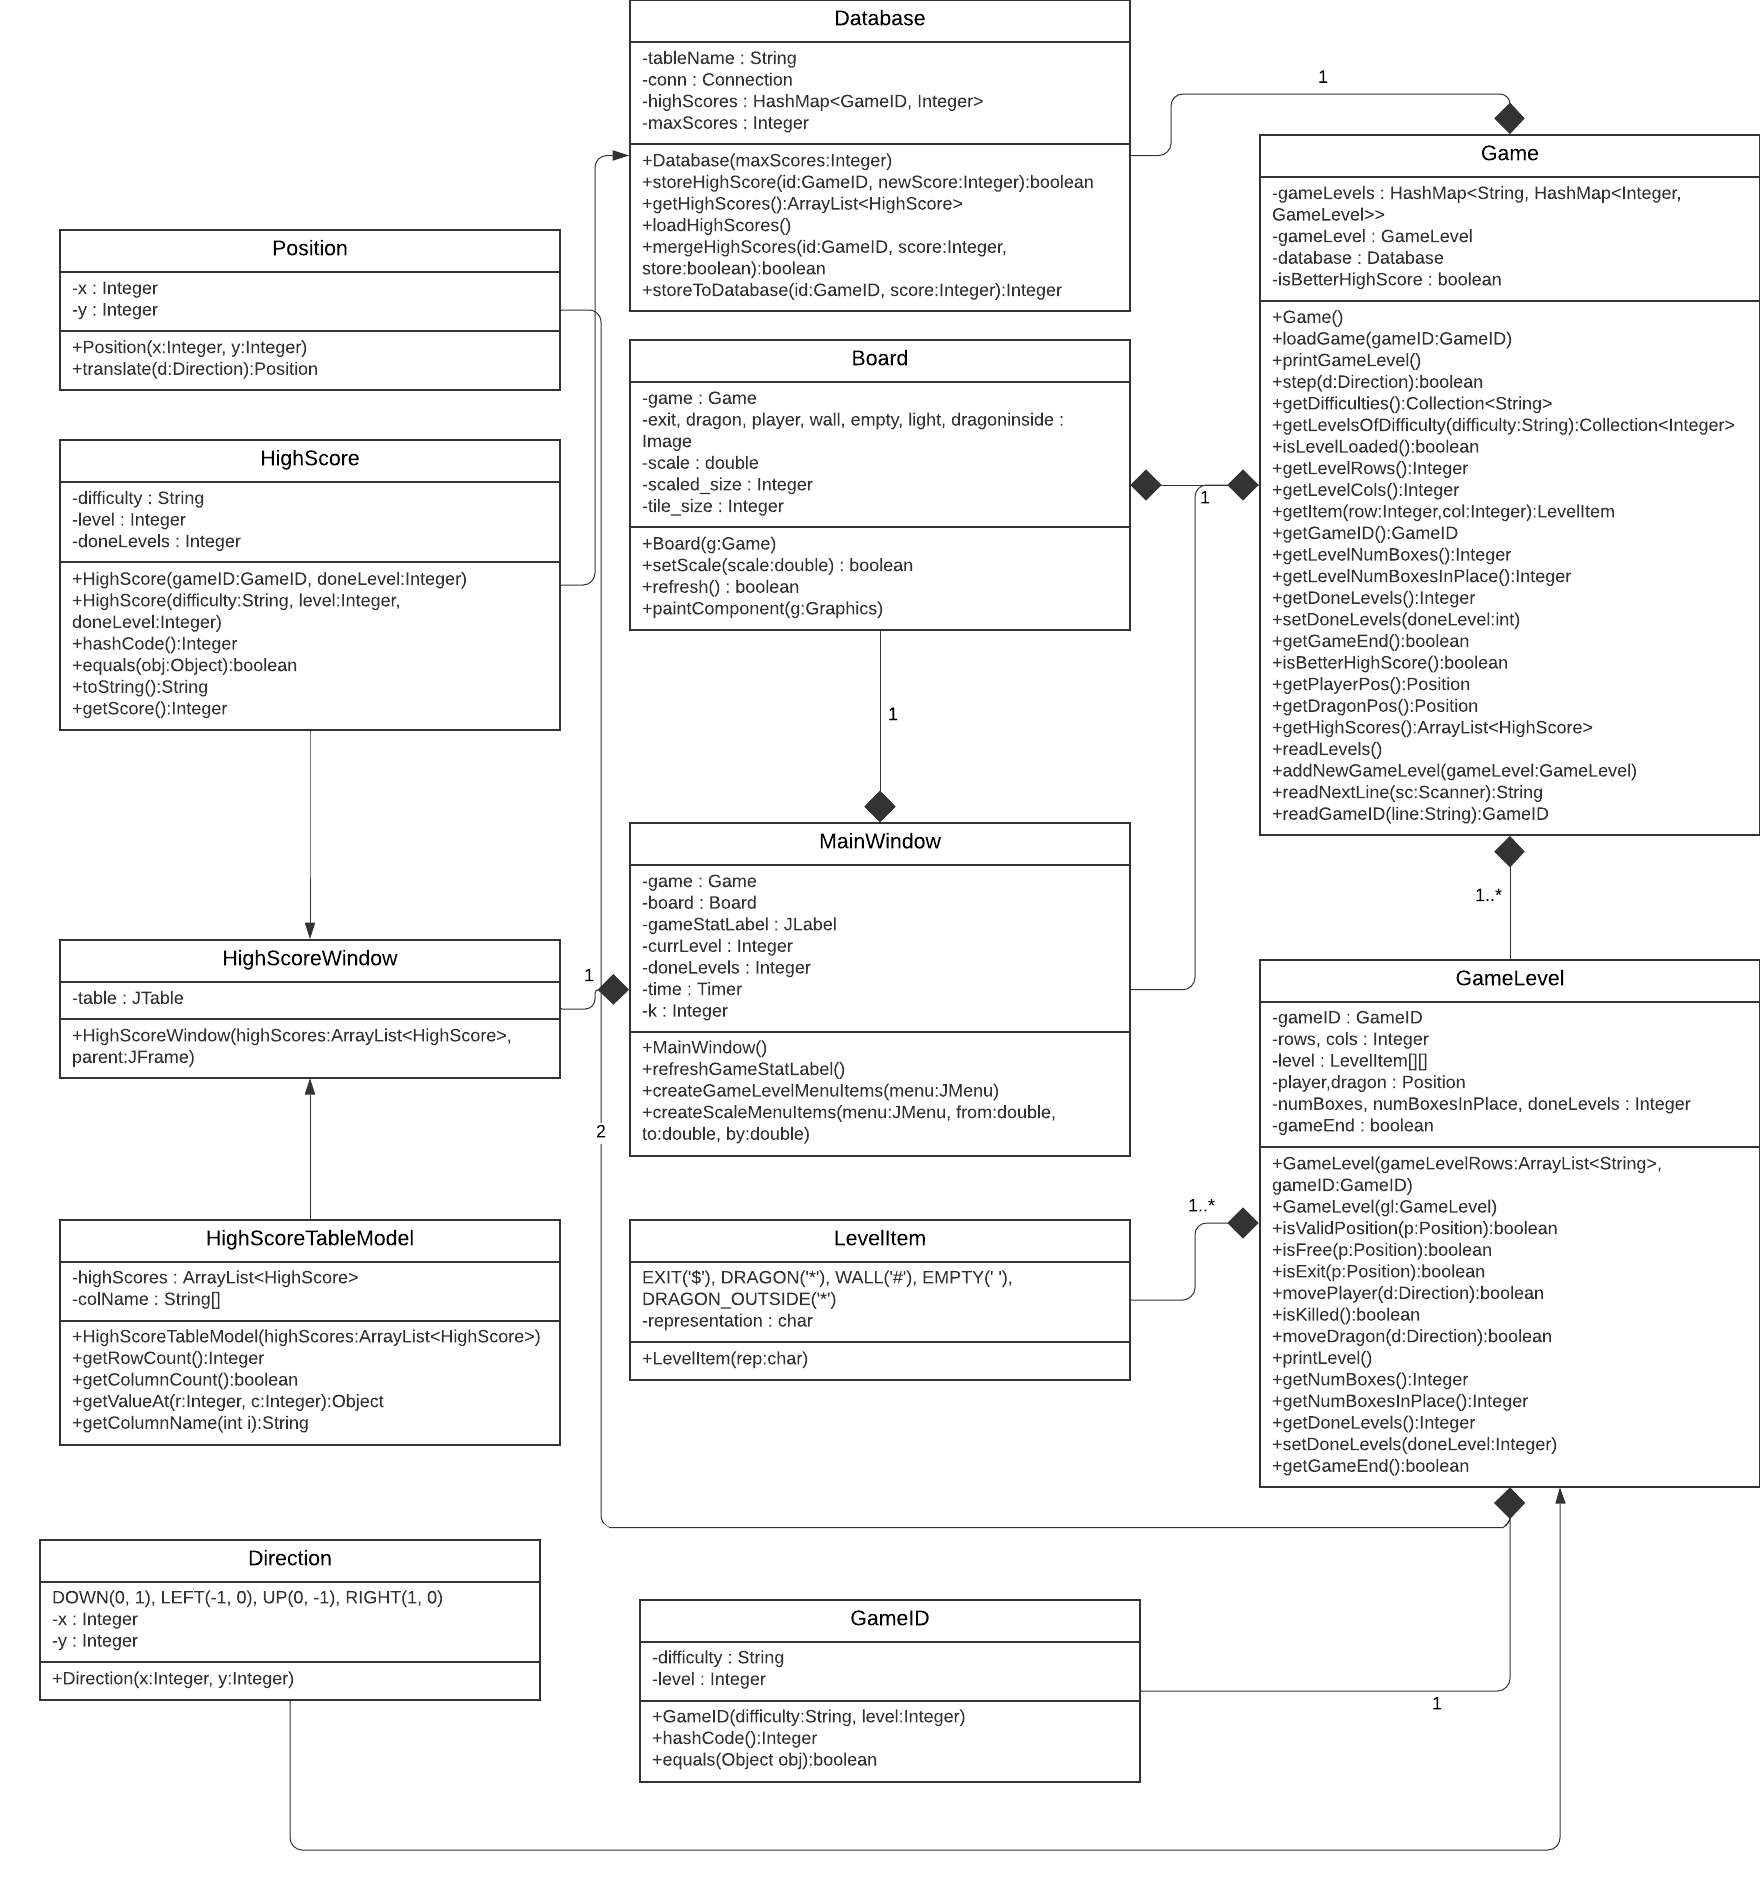 Database
-tableName : String
-conn : Connection
-highScores : HashMap<GameID, Integer>
-maxScores : Integer
+Database(maxScores:Integer)
+storeHighScore(id:GameID, newScore:Integer):boolean
+getHighScores():ArrayList<HighScore>
+loadHighScores()
+mergeHighScores(id:GameID, score:Integer,
store:boolean):boolean
+storeToDatabase(id:GameID, score:Integer):Integer
1
Game
-gameLevels : HashMap<String, HashMap<Integer,
GameLevel>>
-gameLevel : GameLevel
-database : Database
-isBetterHighScore : boolean
+Game()
+loadGame(gameID:GameID)
+printGameLevel()
+step(d:Direction):boolean
+getDifficulties():Collection<String>
+getLevelsOfDifficulty(difficulty:String):Collection<Integer>
+isLevelLoaded():boolean
+getLevelRows():Integer
+getLevelCols():Integer
+getItem(row:Integer,col:Integer):LevelItem
+getGameID():GameID
+getLevelNumBoxes():Integer
+getLevelNumBoxesInPlace():Integer
+getDoneLevels():Integer
+setDoneLevels(doneLevel:int)
+getGameEnd():boolean
+isBetterHighScore():boolean
+getPlayerPos():Position
+getDragonPos():Position
+getHighScores():ArrayList<HighScore>
+readLevels()
+addNewGameLevel(gameLevel:GameLevel)
+readNextLine(sc:Scanner):String
+readGameID(line:String):GameID
Position
-x : Integer
-y : Integer
+Position(x:Integer, y:Integer)
+translate(d:Direction):Position
Board
-game : Game
-exit, dragon, player, wall, empty, light, dragoninside :
Image
-scale : double
-scaled_size : Integer
-tile_size : Integer
+Board(g:Game)
+setScale(scale:double) : boolean
+refresh() : boolean
+paintComponent(g:Graphics)
1
1
HighScore
-difficulty : String
-level : Integer
-doneLevels : Integer
+HighScore(gameID:GameID, doneLevel:Integer)
+HighScore(difficulty:String, level:Integer,
doneLevel:Integer)
+hashCode():Integer
+equals(obj:Object):boolean
+toString():String
+getScore():Integer
MainWindow
-game : Game
-board : Board
-gameStatLabel : JLabel
-currLevel : Integer
-doneLevels : Integer
-time : Timer
-k : Integer
+MainWindow()
+refreshGameStatLabel()
+createGameLevelMenuItems(menu:JMenu)
+createScaleMenuItems(menu:JMenu, from:double,
to:double, by:double)
1..*
HighScoreWindow
-table : JTable
+HighScoreWindow(highScores:ArrayList<HighScore>,
parent:JFrame)
1
2
GameLevel
-gameID : GameID
-rows, cols : Integer
-level : LevelItem[][]
-player,dragon : Position
-numBoxes, numBoxesInPlace, doneLevels : Integer
-gameEnd : boolean
+GameLevel(gameLevelRows:ArrayList<String>,
gameID:GameID)
+GameLevel(gl:GameLevel)
+isValidPosition(p:Position):boolean
+isFree(p:Position):boolean
+isExit(p:Position):boolean
+movePlayer(d:Direction):boolean
+isKilled():boolean
+moveDragon(d:Direction):boolean
+printLevel()
+getNumBoxes():Integer
+getNumBoxesInPlace():Integer
+getDoneLevels():Integer
+setDoneLevels(doneLevel:Integer)
+getGameEnd():boolean
1..*
HighScoreTableModel
-highScores : ArrayList<HighScore>
-colName : String[]
+HighScoreTableModel(highScores:ArrayList<HighScore>)
+getRowCount():Integer
+getColumnCount():boolean
+getValueAt(r:Integer, c:Integer):Object
+getColumnName(int i):String
LevelItem
EXIT('$'), DRAGON('*'), WALL('#'), EMPTY(' '),
DRAGON_OUTSIDE('*')
-representation : char
+LevelItem(rep:char)
Direction
DOWN(0, 1), LEFT(-1, 0), UP(0, -1), RIGHT(1, 0)
-x : Integer
-y : Integer
+Direction(x:Integer, y:Integer)
GameID
-difficulty : String
-level : Integer
+GameID(difficulty:String, level:Integer)
+hashCode():Integer
+equals(Object obj):boolean
1